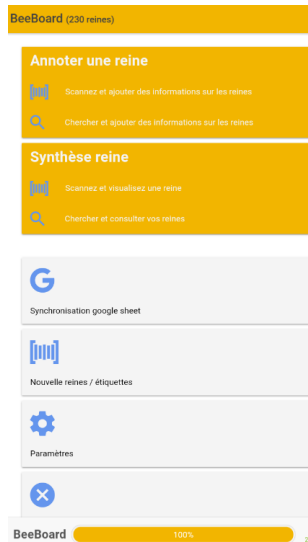 BeeBoard (230 reines)
Annoter une reine
Scannez et ajouter des informations sur les reines
Chercher et ajouter des informations sur les reines
Synthèse reine
Scannez et visualisez une reine
Chercher et consulter vos reines
Synchronisation google sheet
Nouvelle reines / étiquettes
Paramètres
BeeBoard 100%